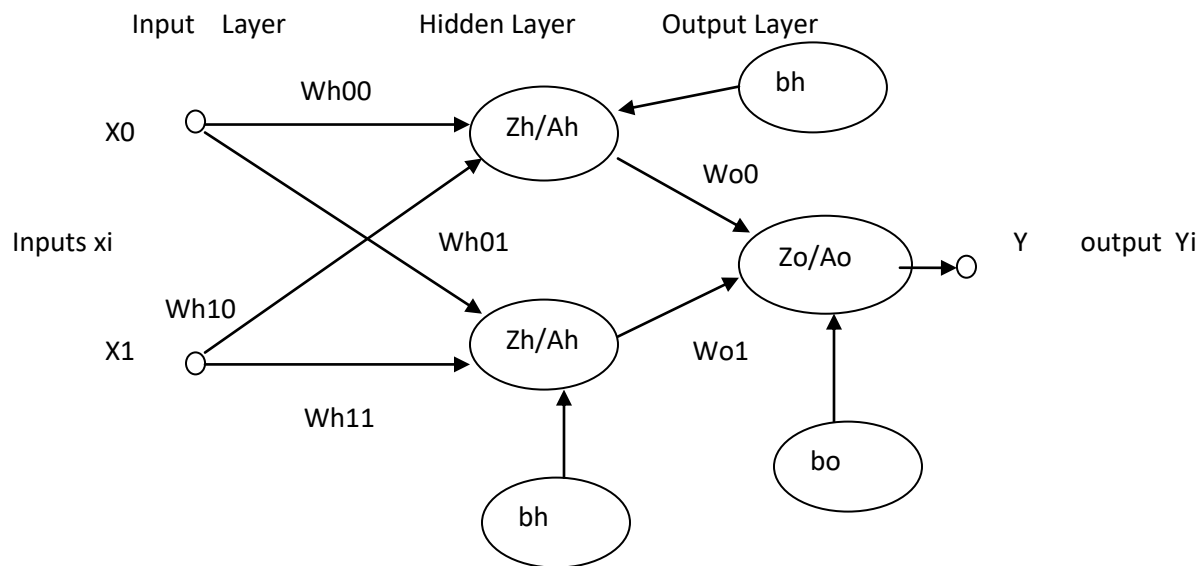 Input Layer Hidden Layer Output Layer
bh
Wh00
Zh/Ah
X0
Wo0
Inputs xi
Wh01
Zo/Ao
Y output Yi
Wh10
X1
Zh/Ah
Wo1
Wh11
bo
bh